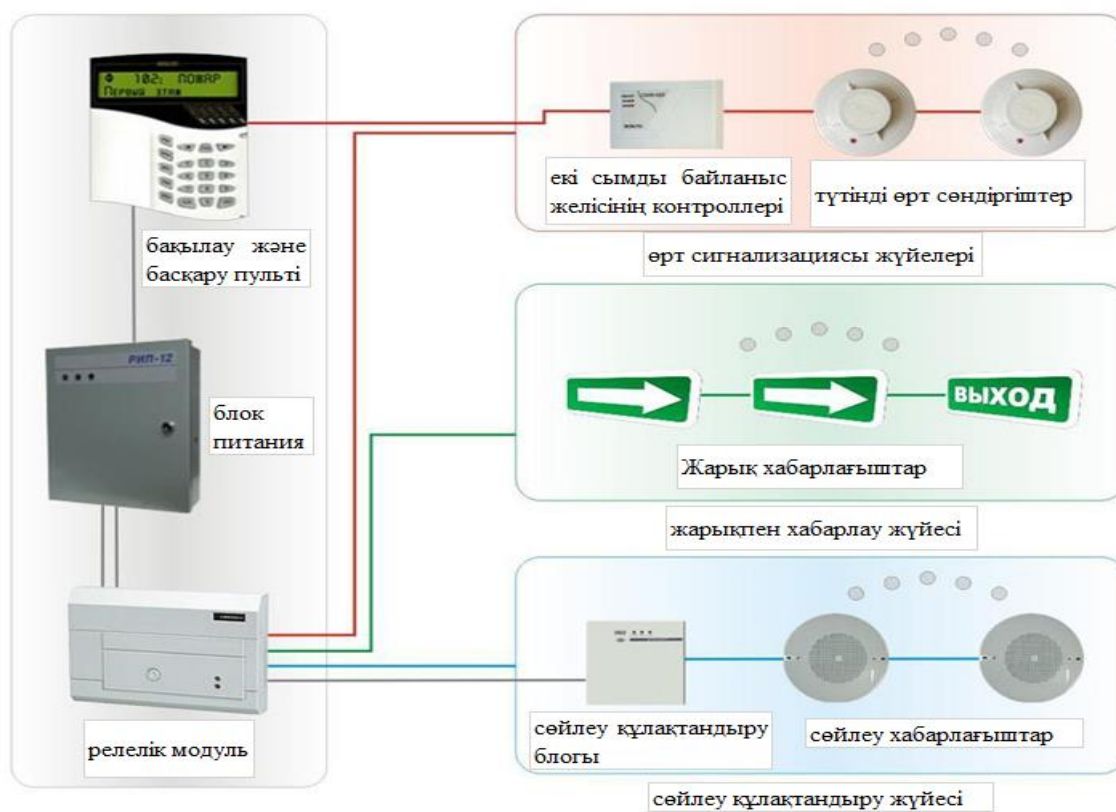 102: ПОЖАР
Первый этаж
бақылау және
басқару пульті
РИП-12
блок
питания
релелік модуль
екі сымды байланыс
желісінің контроллері
түтінді өрт сөндіргіштер
өрт сигнализациясы жүйелері
ВЫХОД
Жарық хабарлағыштар
жарықпен хабарлау жүйесі
сөйлеу құлақтандыру
блогы
сөйлеу хабарлағыштар
сөйлеу құлақтандыру жүйесі